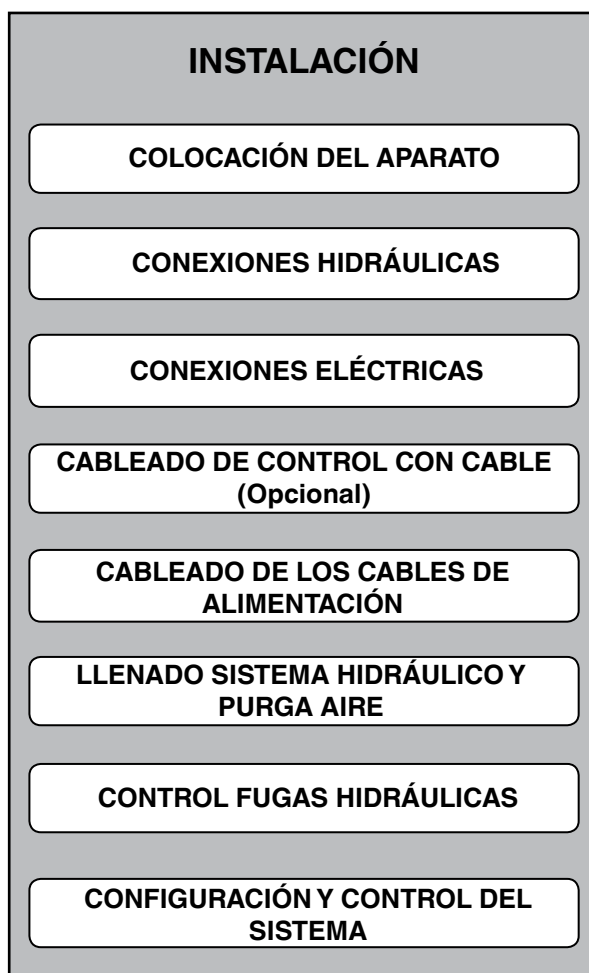 INSTALACIÓN
COLOCACIÓN DEL APARATO
CONEXIONES HIDRÁULICAS
CONEXIONES ELÉCTRICAS
CABLEADO DE CONTROL CON CABLE
(Opcional)
CABLEADO DE LOS CABLES DE
ALIMENTACIÓN
LLENADO SISTEMA HIDRÁULICO Y
PURGA AIRE
CONTROL FUGAS HIDRÁULICAS
CONFIGURACIÓN Y CONTROL DEL
SISTEMA